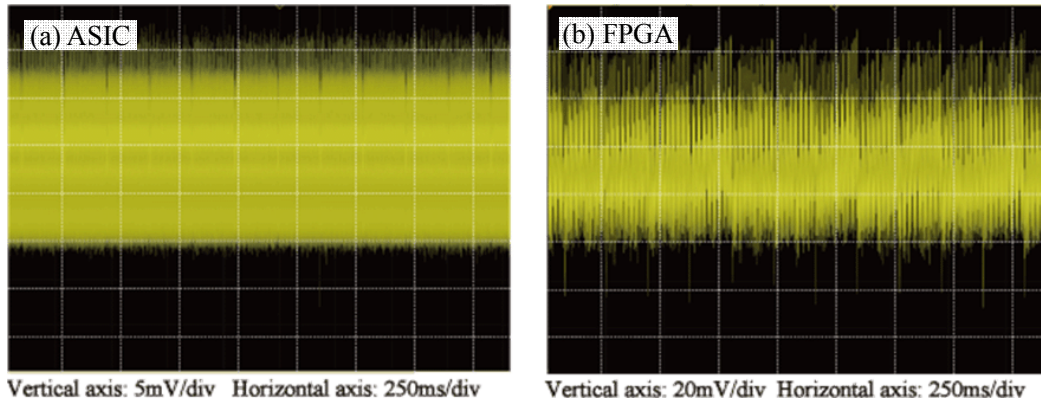 (a) ASIC
(b) FPGA
Vertical axis: 5mV/div Horizontal axis: 250ms/div
Vertical axis: 20mV/div Horizontal axis: 250ms/div